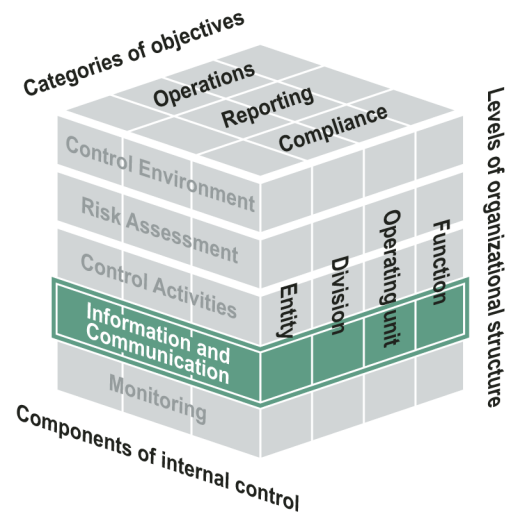 Categories of objectives
Operations
Reporting
Compliance
Levels of organizational structure
Control Environment
Risk Assessment
Control Activities
Information and
Communication
Monitoring
Entity
Division
Operating unit
Function
Components of internal control